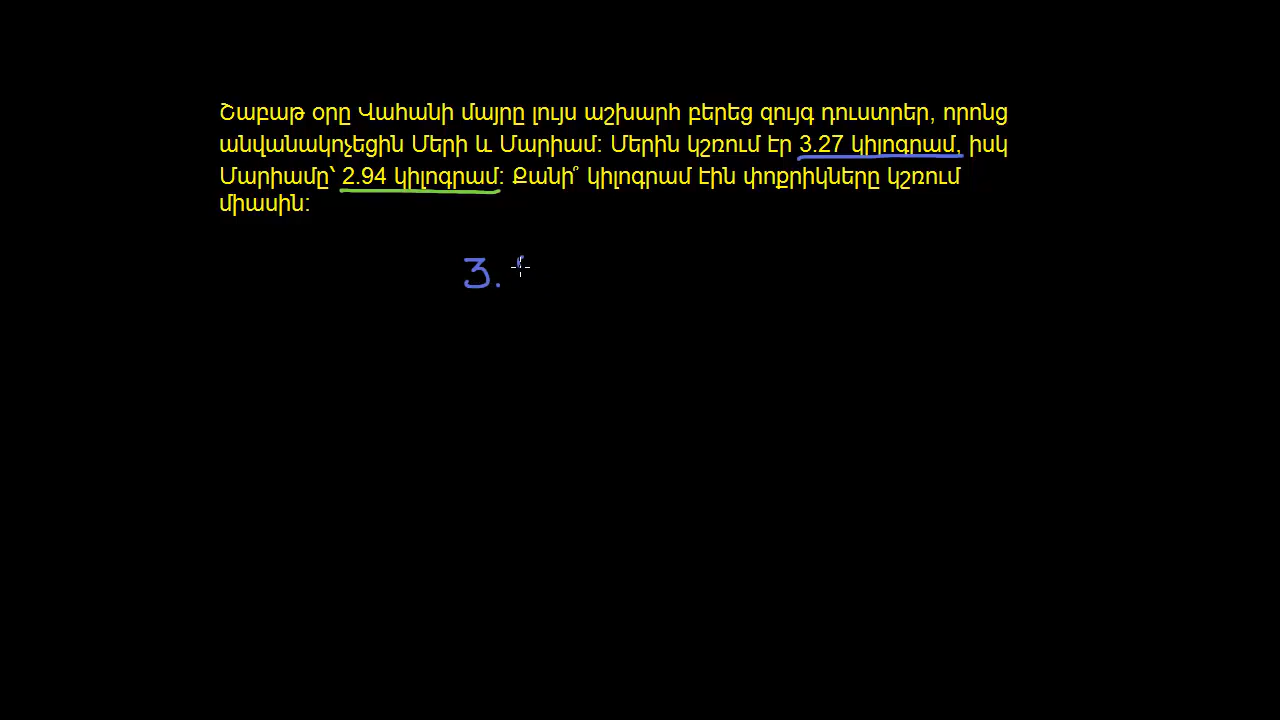 Շաբաթ օրը Վահանի մայրը լույս աշխարհ բերեց զույգ դուստրեր, որոնց
անվանակոչեցին Մերի և Մարիամ: Մերին կշռում էր 3.27 կիլոգրամ, իսկ
Մարիամը՝ 2.94 կիլոգրամ: Քանի՞ կիլոգրամ էին փոքրիկները կշռում
միասին:
3.